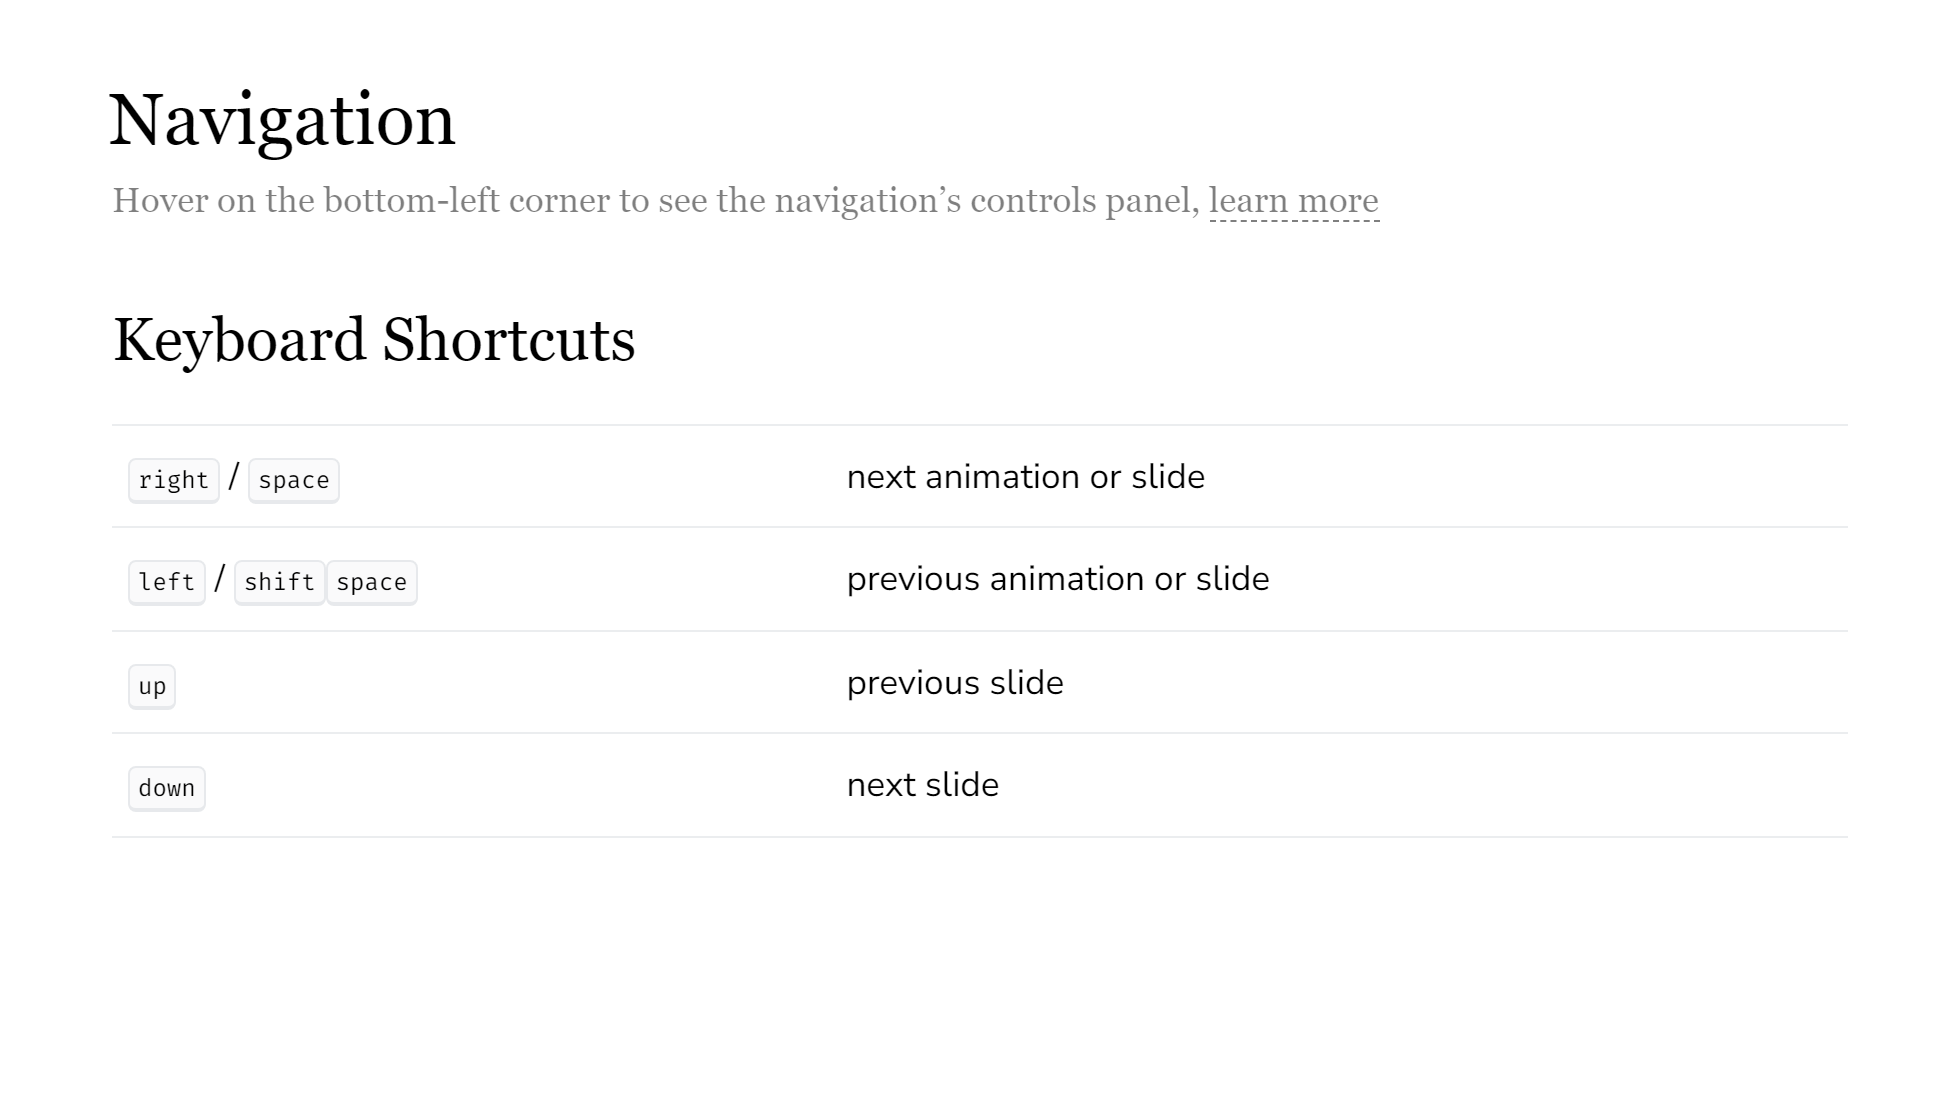 Navigation
Hover on the bottom-left corner to see the navigation’s controls panel, learn more
Keyboard Shortcuts
right / space next animation or slide
left / shift space previous animation or slide
up previous slide
down next slide